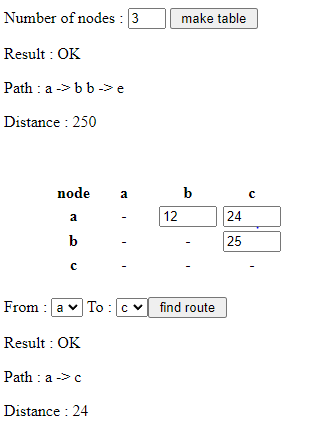 Number of nodes : 3 make table
Result : OK
Path : a -> b b -> e
Distance : 250
node a b c
a - 12 24
b - - 25
c - - -
From : a To : c find route
Result : OK
Path : a -> c
Distance : 24